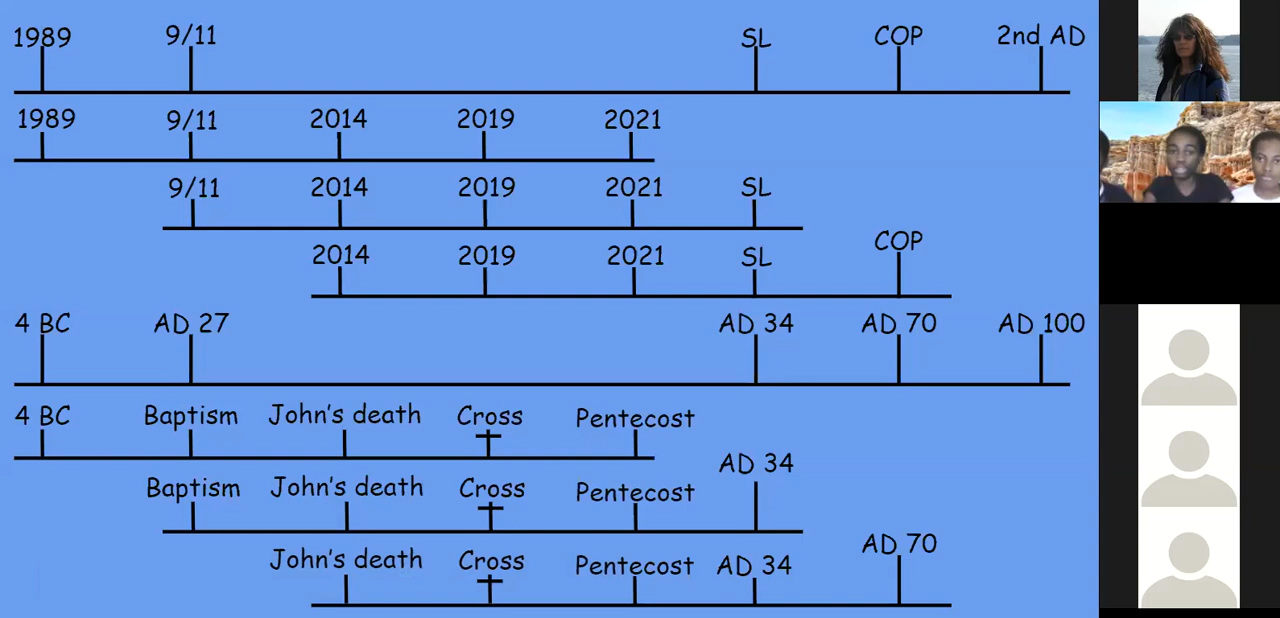 1989 9/11 SL COP 2nd AD
1989 9/11 2014 2019 2021
9/11 2014 2019 2021 SL
2014 2019 2021 SL COP
4 BC AD 27 AD 34 AD 70 AD 100
4 BC Baptism John's death Cross Pentecost
Baptism John's death Cross Pentecost AD 34
John's death Cross Pentecost AD 34 AD 70